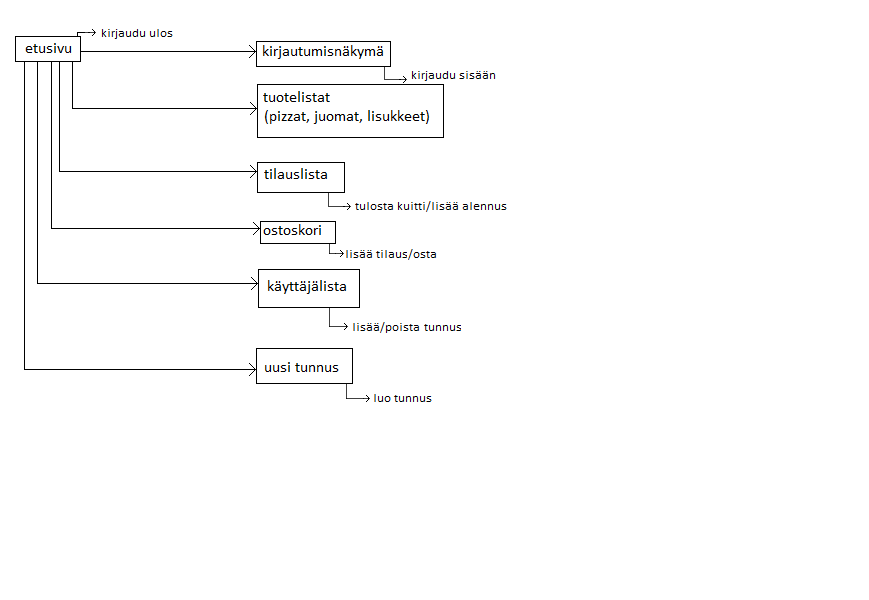 kirjaudu ulos
etusivu
kirjautumisnäkymä
kirjaudu sisään
tuotelistat
(pizzat, juomat, lisukkeet)
tilauslista
tulosta kuitti/lisää alennus
ostoskori
lisää tilaus/osta
käyttäjälista
lisää/poista tunnus
uusi tunnus
luo tunnus